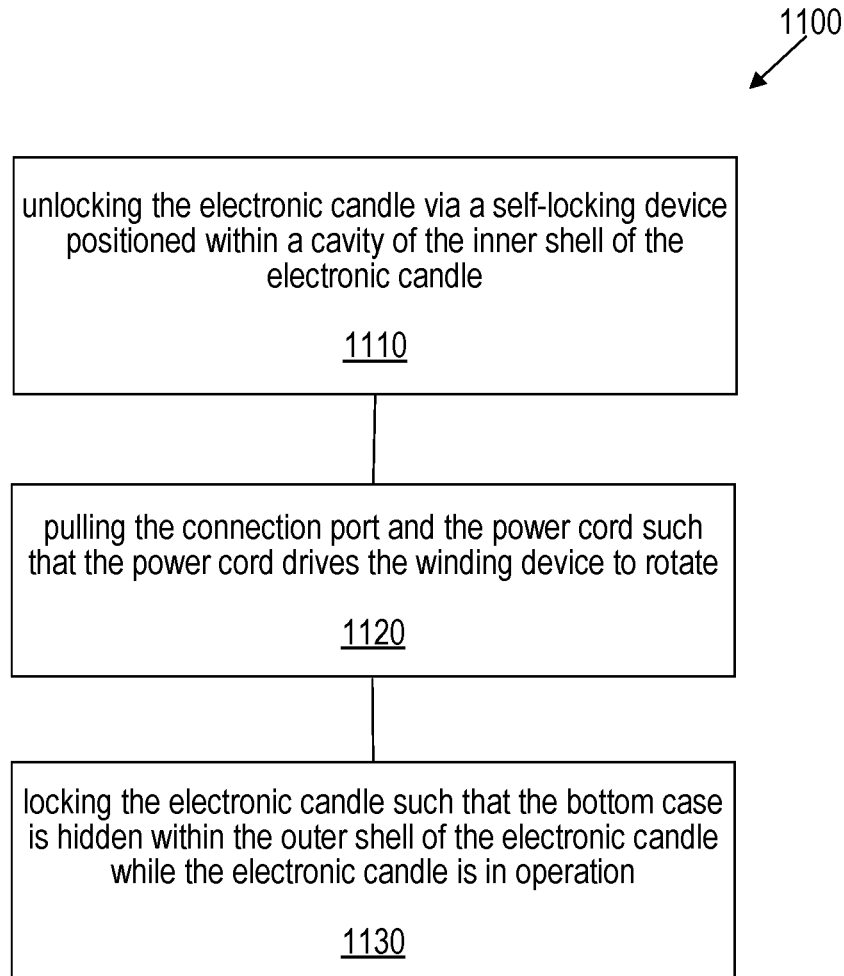 1100
unlocking the electronic candle via a self-locking device
positioned within a cavity of the inner shell of the
electronic candle
1110
pulling the connection port and the power cord such
that the power cord drives the winding device to rotate
1120
locking the electronic candle such that the bottom case
is hidden within the outer shell of the electronic candle
while the electronic candle is in operation
1130